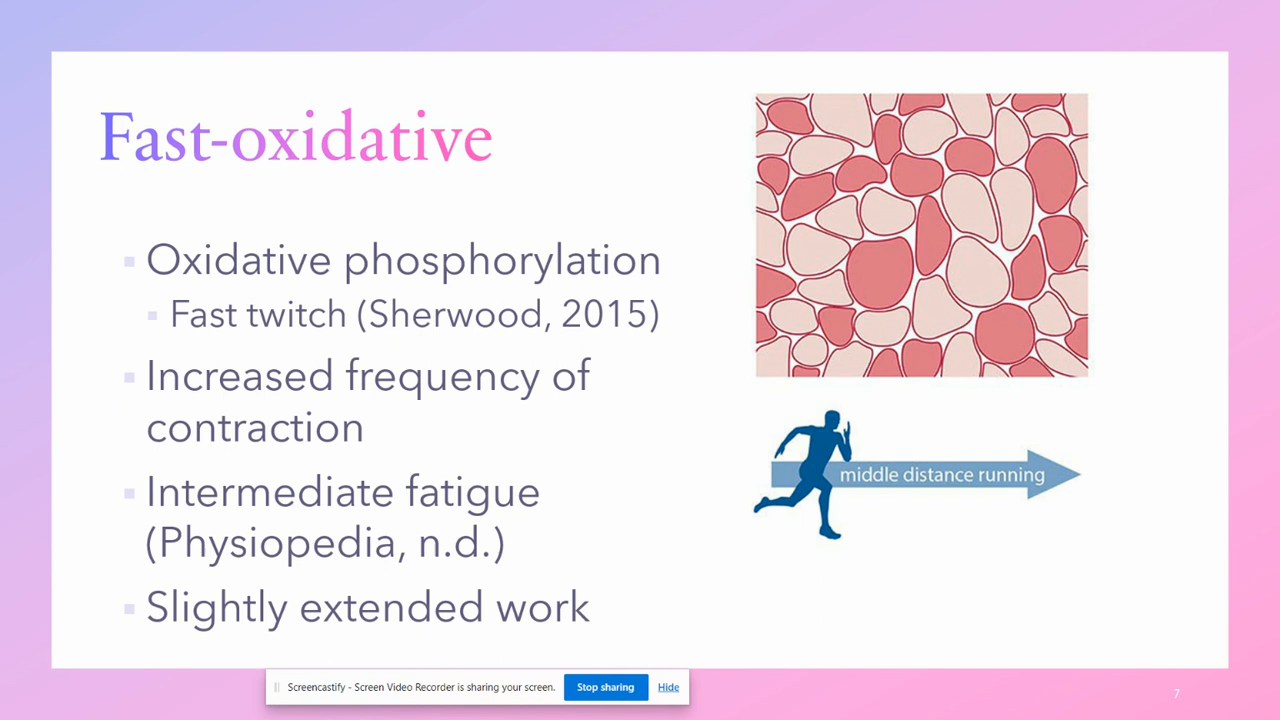 Fast-oxidative
Oxidative phosphorylation
Fast twitch (Sherwood, 2015)
Increased frequency of
contraction
Intermediate fatigue
(Physiopedia, n.d.)
Slightly extended work
middle distance running
Screencastify - Screen Video Recorder is sharing your screen.
Stop sharing
Hide
7